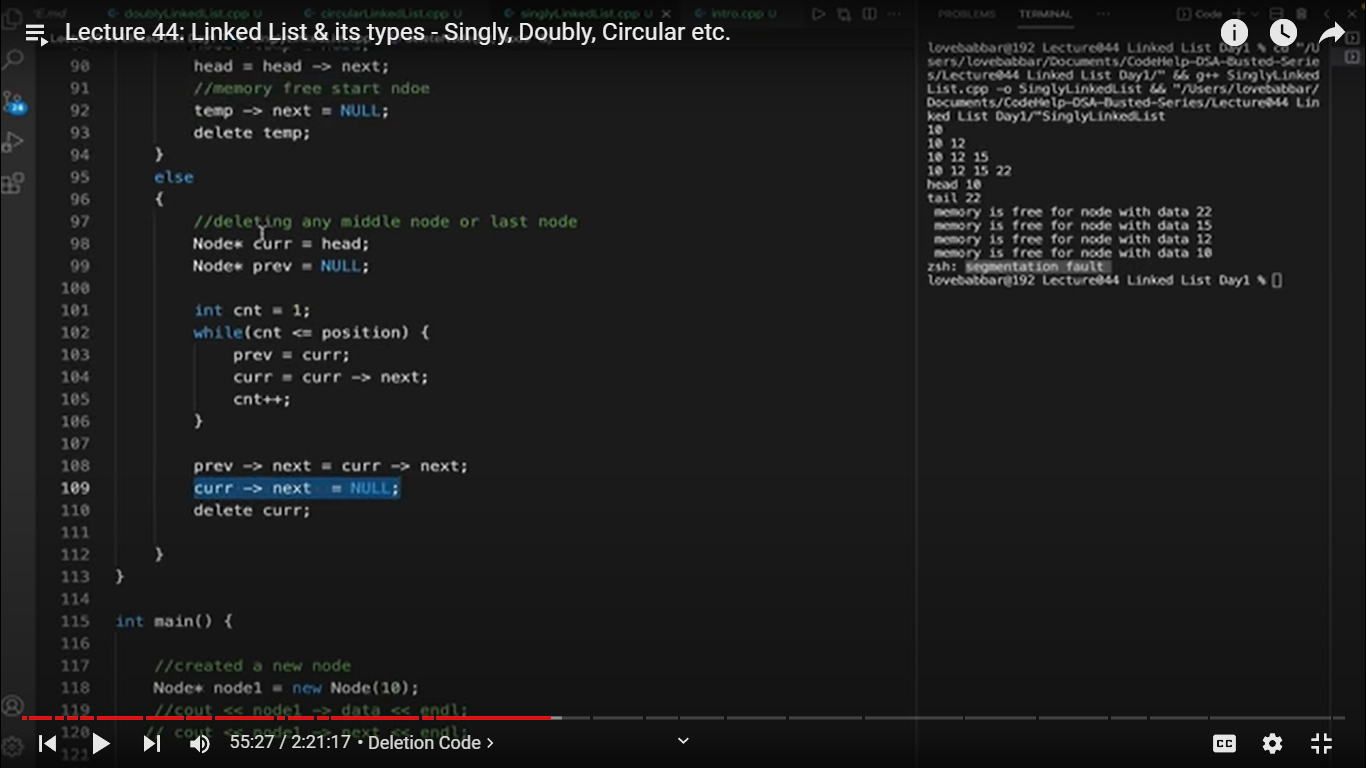 doublyLinkedList.cpp U circularLinkedList.cpp U singlyLinkedList.cpp U intro.cpp U PROBLEMS TERMINAL Code
Lecture 44: Linked List & its types - Singly, Doubly, Circular etc.
90 head = head -> next;
91 //memory free start ndoe
92 temp -> next = NULL;
93 delete temp;
94 }
95 else
96 {
97 //deleting any middle node or last node
98 Node* curr = head;
99 Node* prev = NULL;
100
101 int cnt = 1;
102 while(cnt <= position) {
103 prev = curr;
104 curr = curr -> next;
105 cnt++;
106 }
107
108 prev -> next = curr -> next;
109 curr -> next = NULL;
110 delete curr;
111
112 }
113 }
114
115 int main() {
116
117 //created a new node
118 Node* node1 = new Node(10);
119 //cout << node1 -> data << endl;
120 // cout << node1 -> next << endl;
121
lovebabbar@192 Lecture044 Linked List Day1 % cd "/U
sers/lovebabbar/Documents/CodeHelp-DSA-Busted-Serie
s/Lecture044 Linked List Day1/" && g++ SinglyLinked
List.cpp -o SinglyLinkedList && "/Users/lovebabbar/
Documents/CodeHelp-DSA-Busted-Series/Lecture044 Lin
ked List Day1/"SinglyLinkedList
10
10 12
10 12 15
10 12 15 22
head 10
tail 22
memory is free for node with data 22
memory is free for node with data 15
memory is free for node with data 12
memory is free for node with data 10
zsh: segmentation fault
lovebabbar@192 Lecture044 Linked List Day1 %
55:27 / 2:21:17 • Deletion Code >
CC